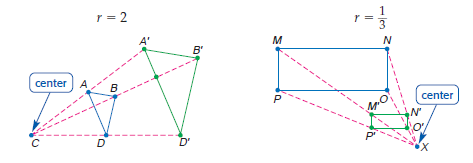 r = 2
A'
B'
center
A
B
C
D
D'
r = 1/3
M
N
P
O
center
M'
N'
P'
O'
X